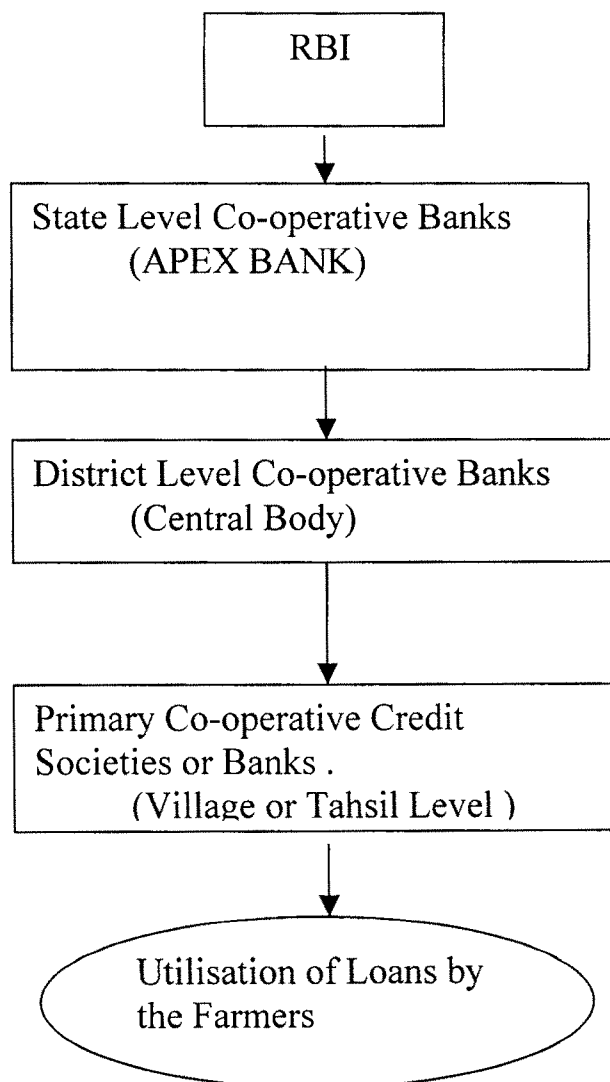 RBI
State Level Co-operative Banks
(APEX BANK)
District Level Co-operative Banks
(Central Body)
Primary Co-operative Credit
Societies or Banks .
(Village or Tahsil Level )
Utilisation of Loans by
the Farmers